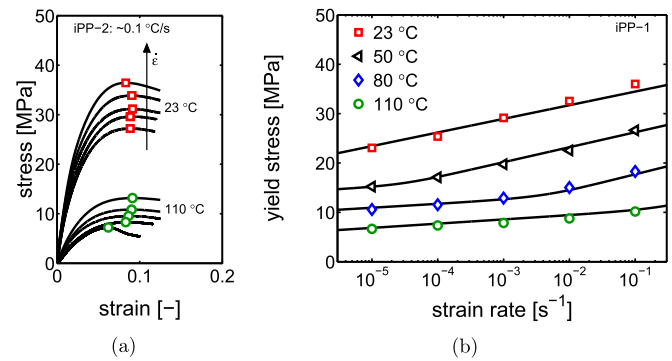 iPP-2: ~0.1 °C/s
ε̇
23 °C
110 °C
stress [MPa]
50
40
30
20
10
0
0
0.1
0.2
strain [-]
(a)
iPP-1
23 °C
50 °C
80 °C
110 °C
yield stress [MPa]
50
40
30
20
10
0
10⁻⁵
10⁻⁴
10⁻³
10⁻²
10⁻¹
strain rate [s⁻¹]
(b)